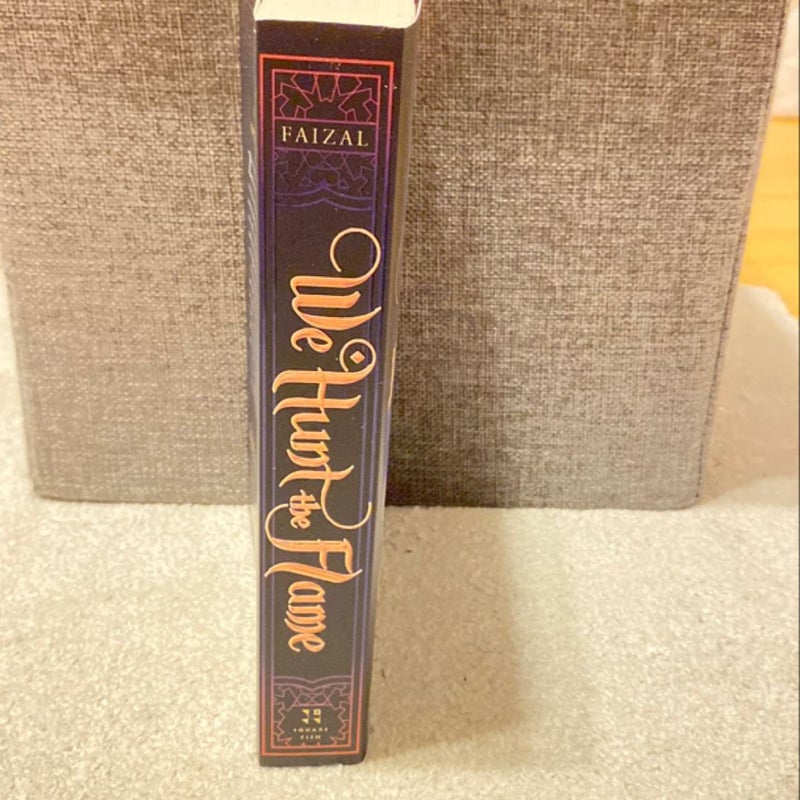 FAIZAL
We Hunt the Flame
SQUARE
FISH